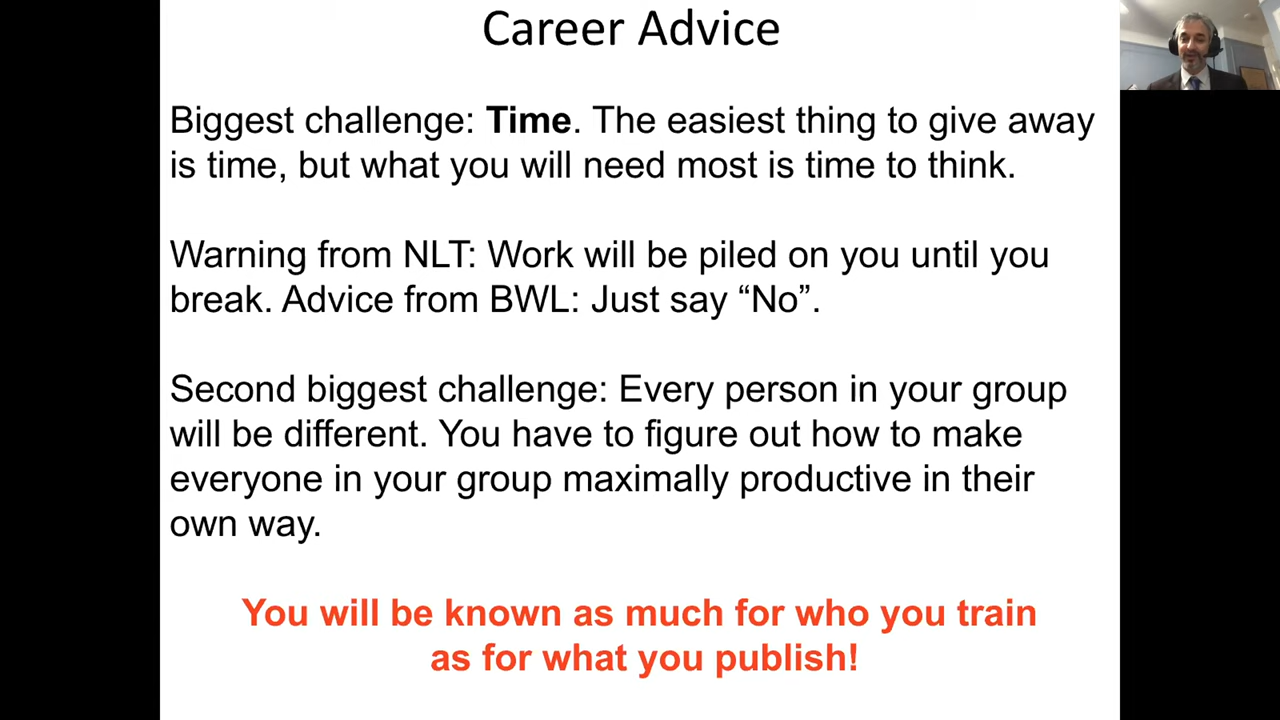 Career Advice
Biggest challenge: Time. The easiest thing to give away
is time, but what you will need most is time to think.
Warning from NLT: Work will be piled on you until you
break. Advice from BWL: Just say “No”.
Second biggest challenge: Every person in your group
will be different. You have to figure out how to make
everyone in your group maximally productive in their
own way.
You will be known as much for who you train
as for what you publish!